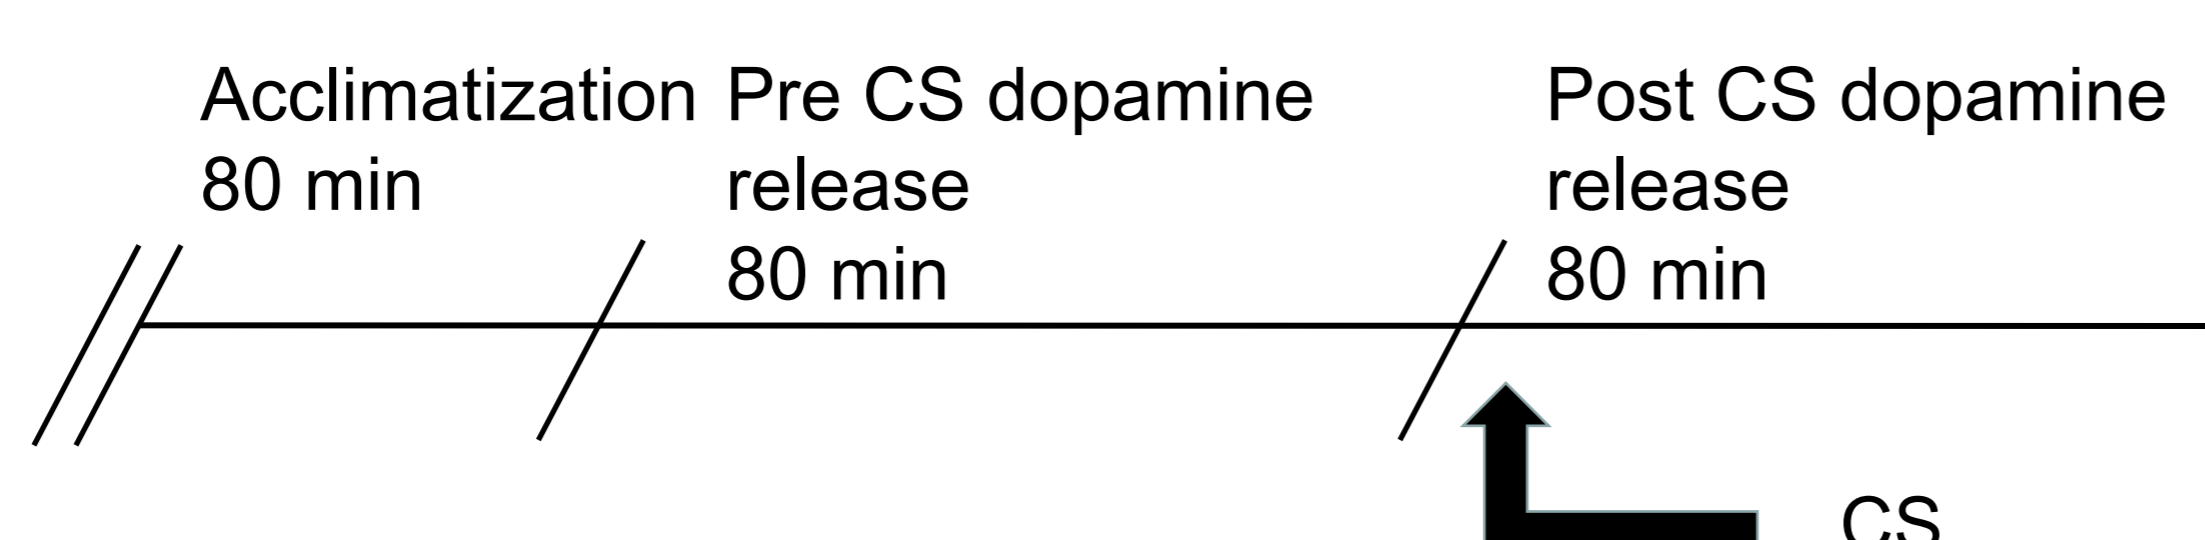 Acclimatization
80 min
Pre CS dopamine
release
80 min
Post CS dopamine
release
80 min
CS